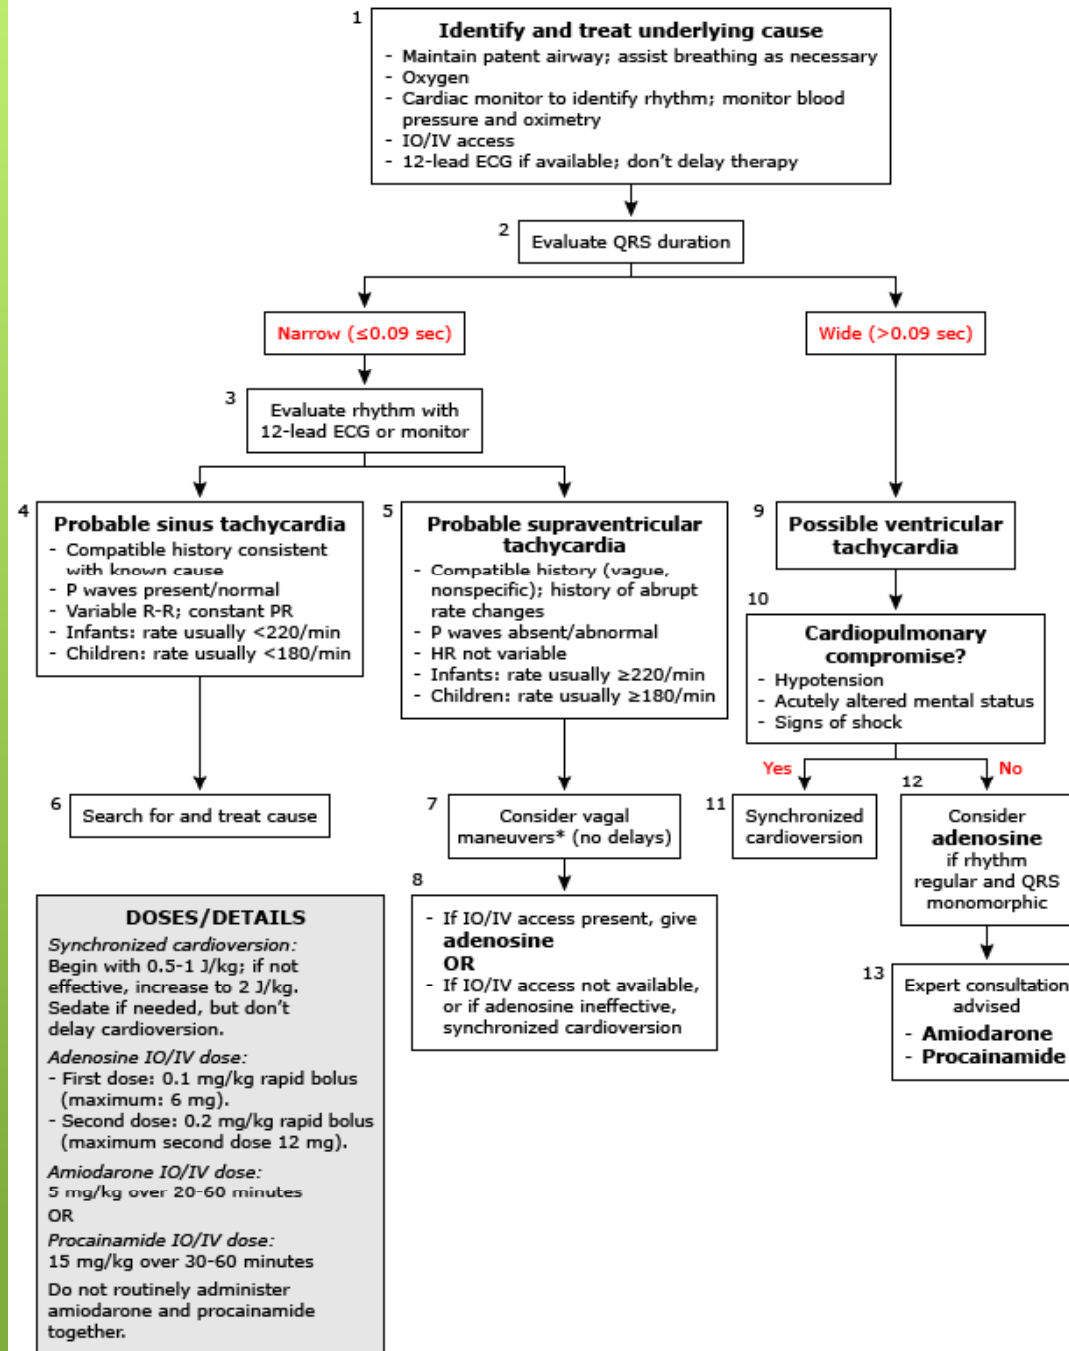 1
Identify and treat underlying cause
- Maintain patent airway; assist breathing as necessary
- Oxygen
- Cardiac monitor to identify rhythm; monitor blood
pressure and oximetry
- IO/IV access
- 12-lead ECG if available; don't delay therapy
2
Evaluate QRS duration
Narrow (≤0.09 sec)
Wide (>0.09 sec)
3
Evaluate rhythm with
12-lead ECG or monitor
4
Probable sinus tachycardia
- Compatible history consistent
with known cause
- P waves present/normal
- Variable R-R; constant PR
- Infants: rate usually <220/min
- Children: rate usually <180/min
5
Probable supraventricular
tachycardia
- Compatible history (vague,
nonspecific); history of abrupt
rate changes
- P waves absent/abnormal
- HR not variable
- Infants: rate usually ≥220/min
- Children: rate usually ≥180/min
9
Possible ventricular
tachycardia
10
Cardiopulmonary
compromise?
- Hypotension
- Acutely altered mental status
- Signs of shock
Yes
No
6
Search for and treat cause
7
Consider vagal
maneuvers* (no delays)
11
Synchronized
cardioversion
12
Consider
adenosine
if rhythm
regular and QRS
monomorphic
8
- If IO/IV access present, give
adenosine
OR
- If IO/IV access not available,
or if adenosine ineffective,
synchronized cardioversion
13
Expert consultation
advised
- Amiodarone
- Procainamide
DOSES/DETAILS
Synchronized cardioversion:
Begin with 0.5-1 J/kg; if not
effective, increase to 2 J/kg.
Sedate if needed, but don't
delay cardioversion.
Adenosine IO/IV dose:
- First dose: 0.1 mg/kg rapid bolus
(maximum: 6 mg).
- Second dose: 0.2 mg/kg rapid bolus
(maximum second dose 12 mg).
Amiodarone IO/IV dose:
5 mg/kg over 20-60 minutes
OR
Procainamide IO/IV dose:
15 mg/kg over 30-60 minutes
Do not routinely administer
amiodarone and procainamide
together.